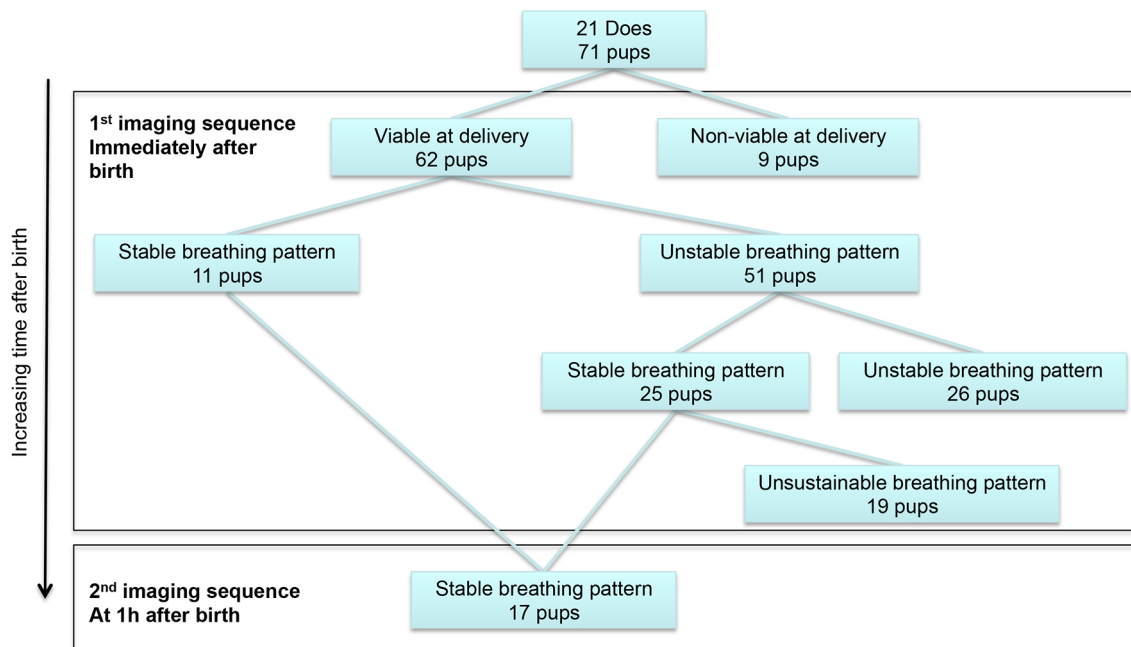 21 Does
71 pups
1st imaging sequence
Immediately after
birth
Viable at delivery
62 pups
Non-viable at delivery
9 pups
Stable breathing pattern
11 pups
Unstable breathing pattern
51 pups
Stable breathing pattern
25 pups
Unstable breathing pattern
26 pups
Unsustainable breathing pattern
19 pups
Increasing time after birth
2nd imaging sequence
At 1h after birth
Stable breathing pattern
17 pups